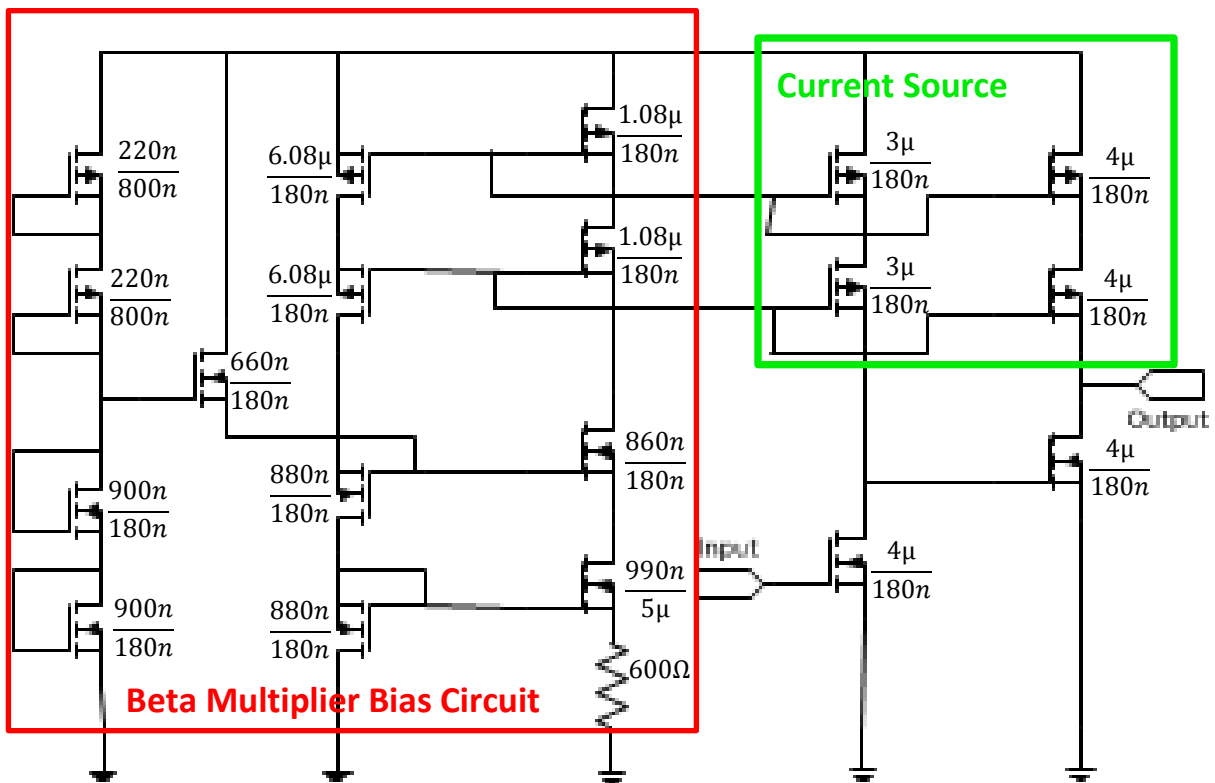 Current Source
220n
800n
6.08μ
180n
1.08μ
180n
3μ
180n
4μ
180n
220n
800n
6.08μ
180n
1.08μ
180n
3μ
180n
4μ
180n
660n
180n
Output
900n
180n
880n
180n
860n
180n
4μ
180n
Input
900n
180n
880n
180n
990n
5μ
4μ
180n
600Ω
Beta Multiplier Bias Circuit